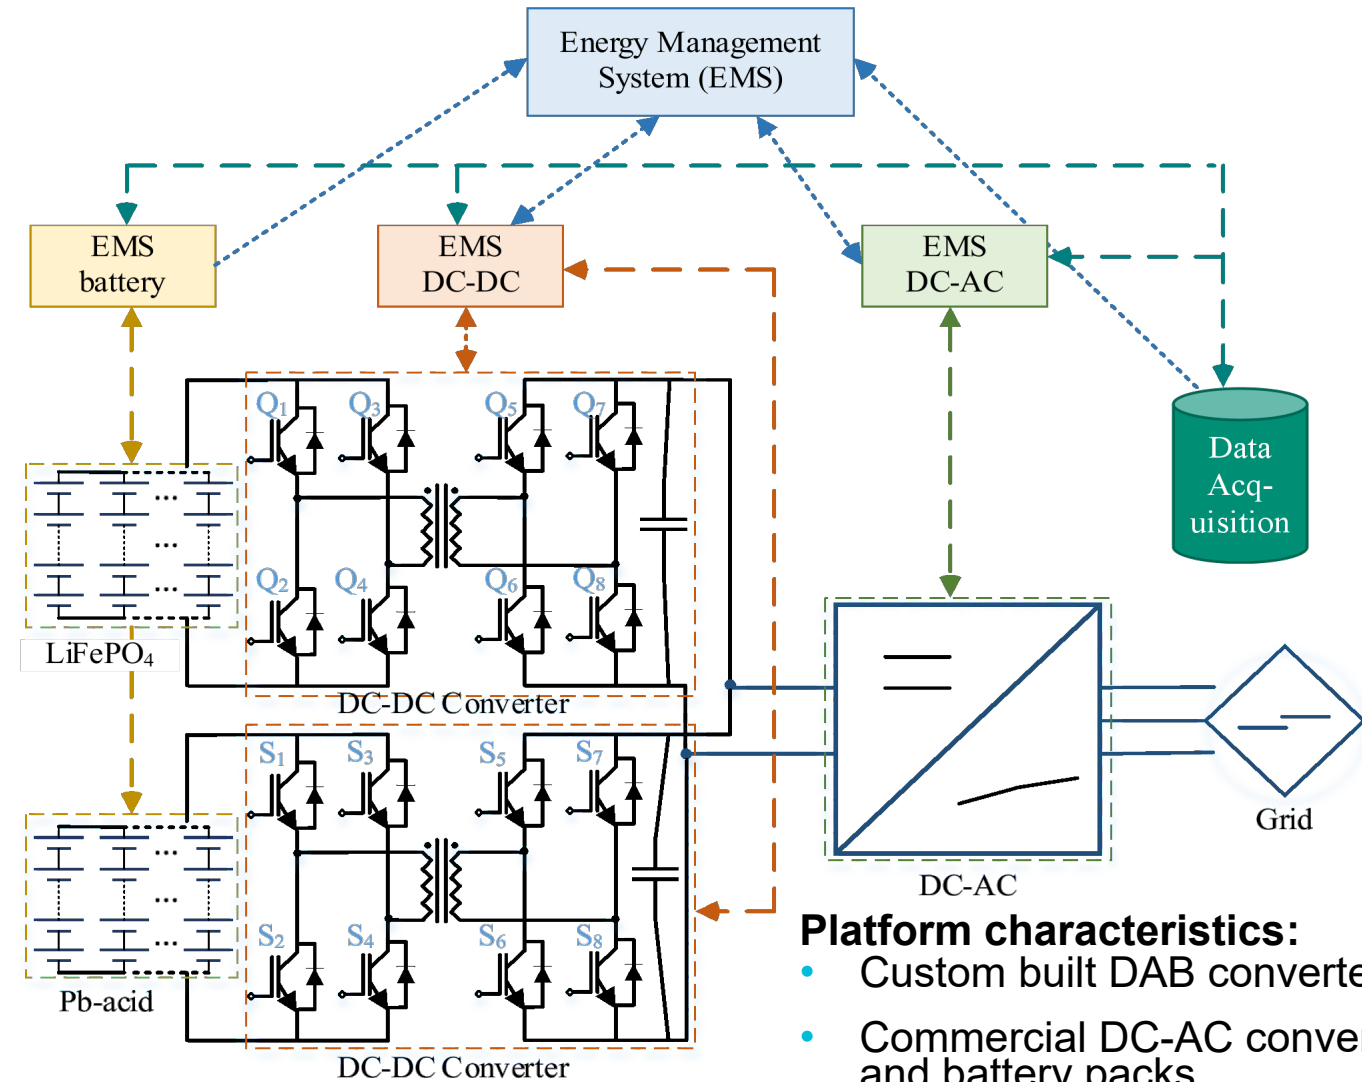 Energy Management
System (EMS)
EMS
battery
EMS
DC-DC
EMS
DC-AC
Data
Acq-
uisition
Q1
Q3
Q5
Q7
Q2
Q4
Q6
Q8
LiFePO4
DC-DC Converter
S1
S3
S5
S7
S2
S4
S6
S8
Pb-acid
DC-DC Converter
DC-AC
Grid
Platform characteristics:
• Custom built DAB converte
• Commercial DC-AC conver
and battery packs